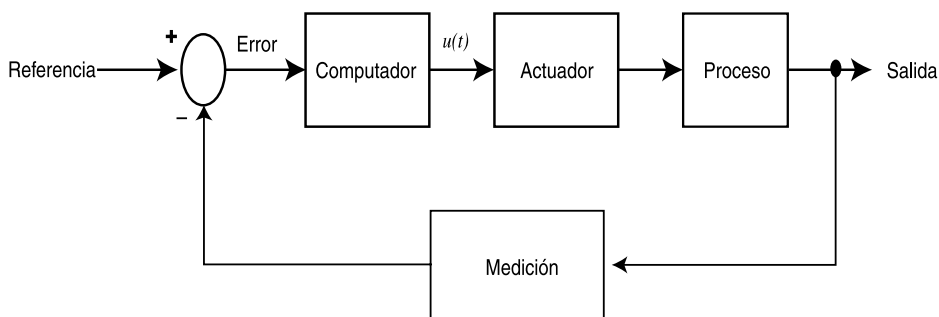 +
Error
u(t)
Referencia
Computador
Actuador
Proceso
Salida
−
Medición